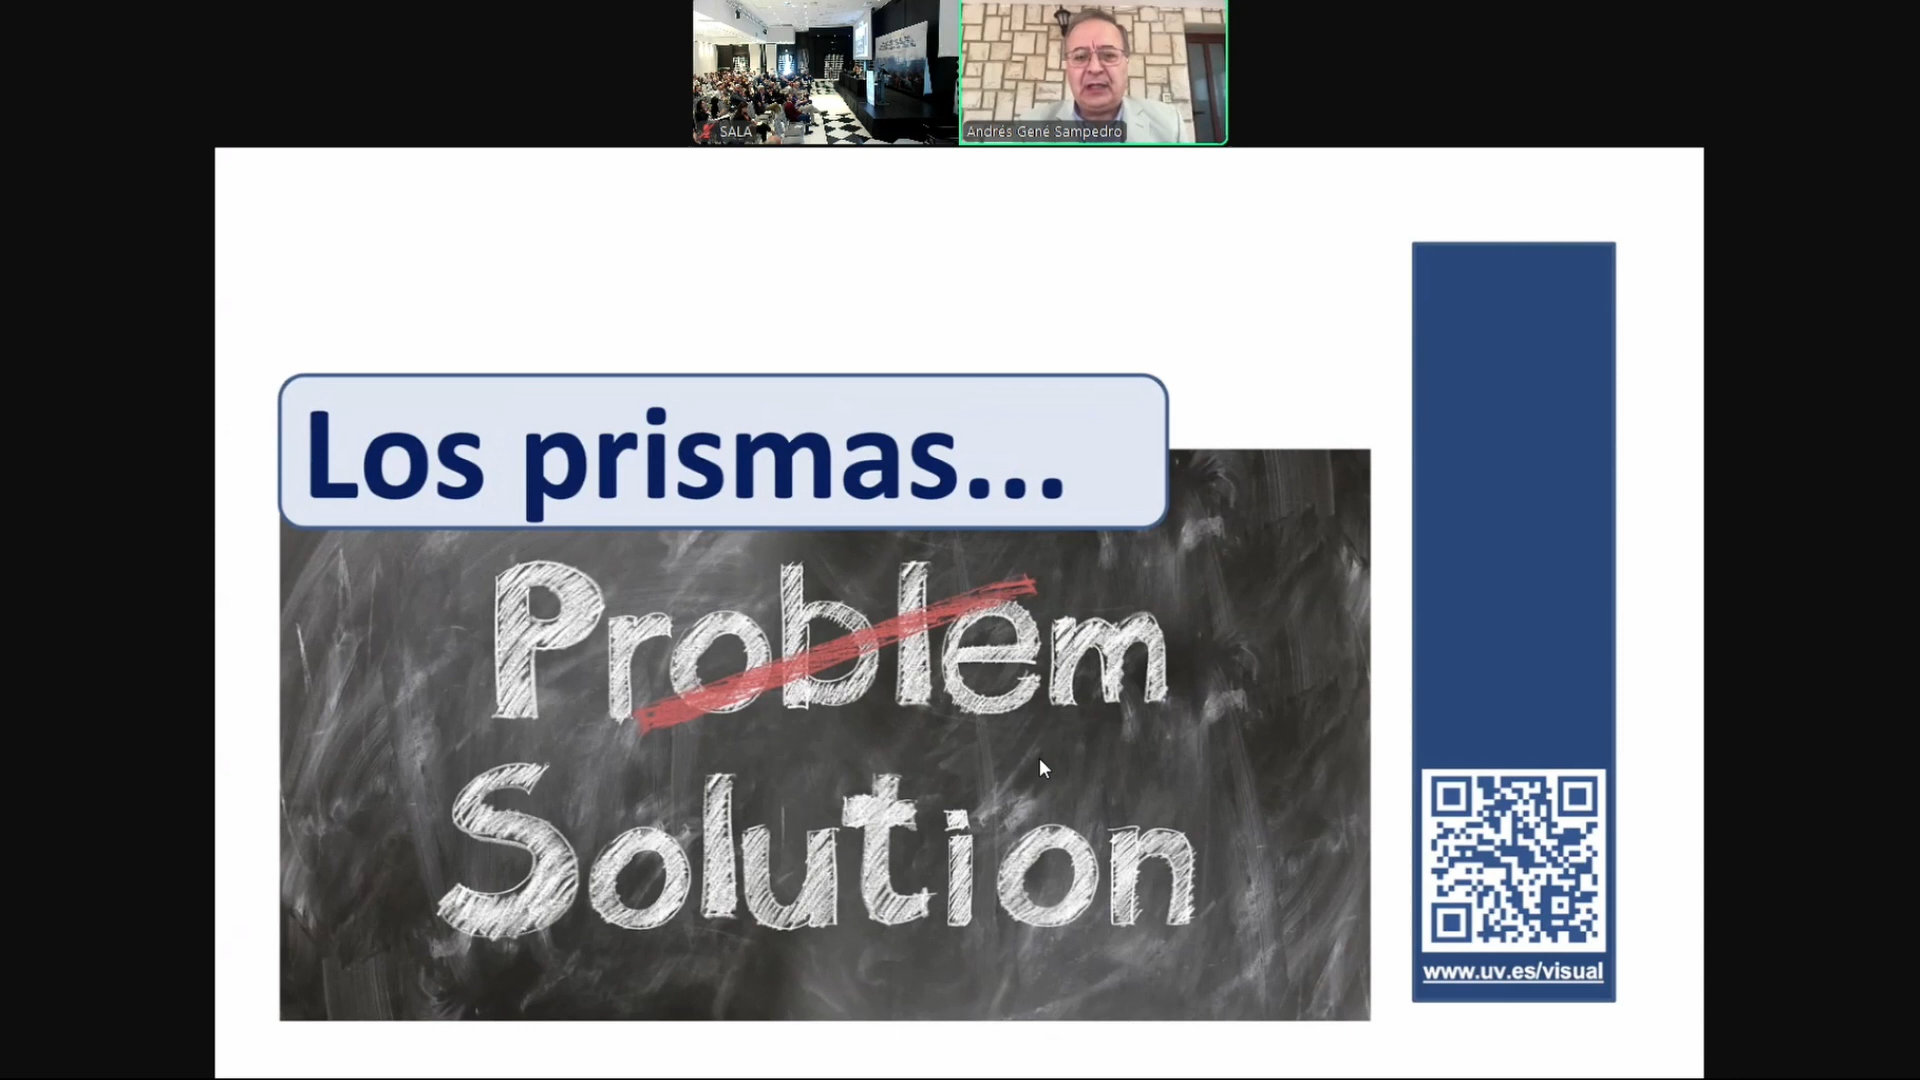 SALA
Andrés Gené Sampedro
Los prismas...
Problem
Solution
www.uv.es/visual